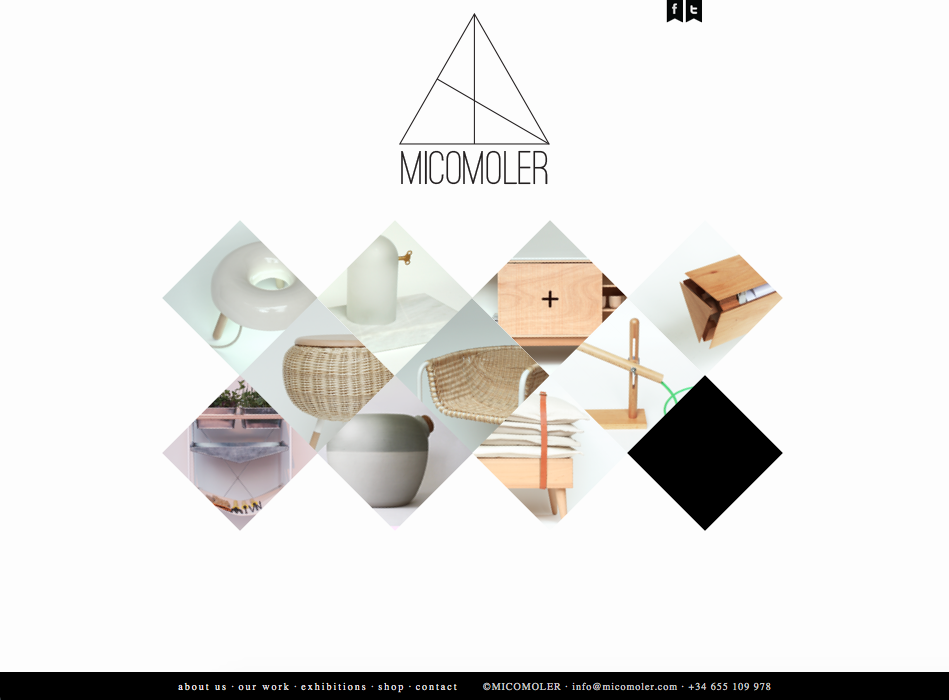 f t
MICOMOLER
+
about us · our work · exhibitions · shop · contact
©MICOMOLER · info@micomoler.com · +34 655 109 978